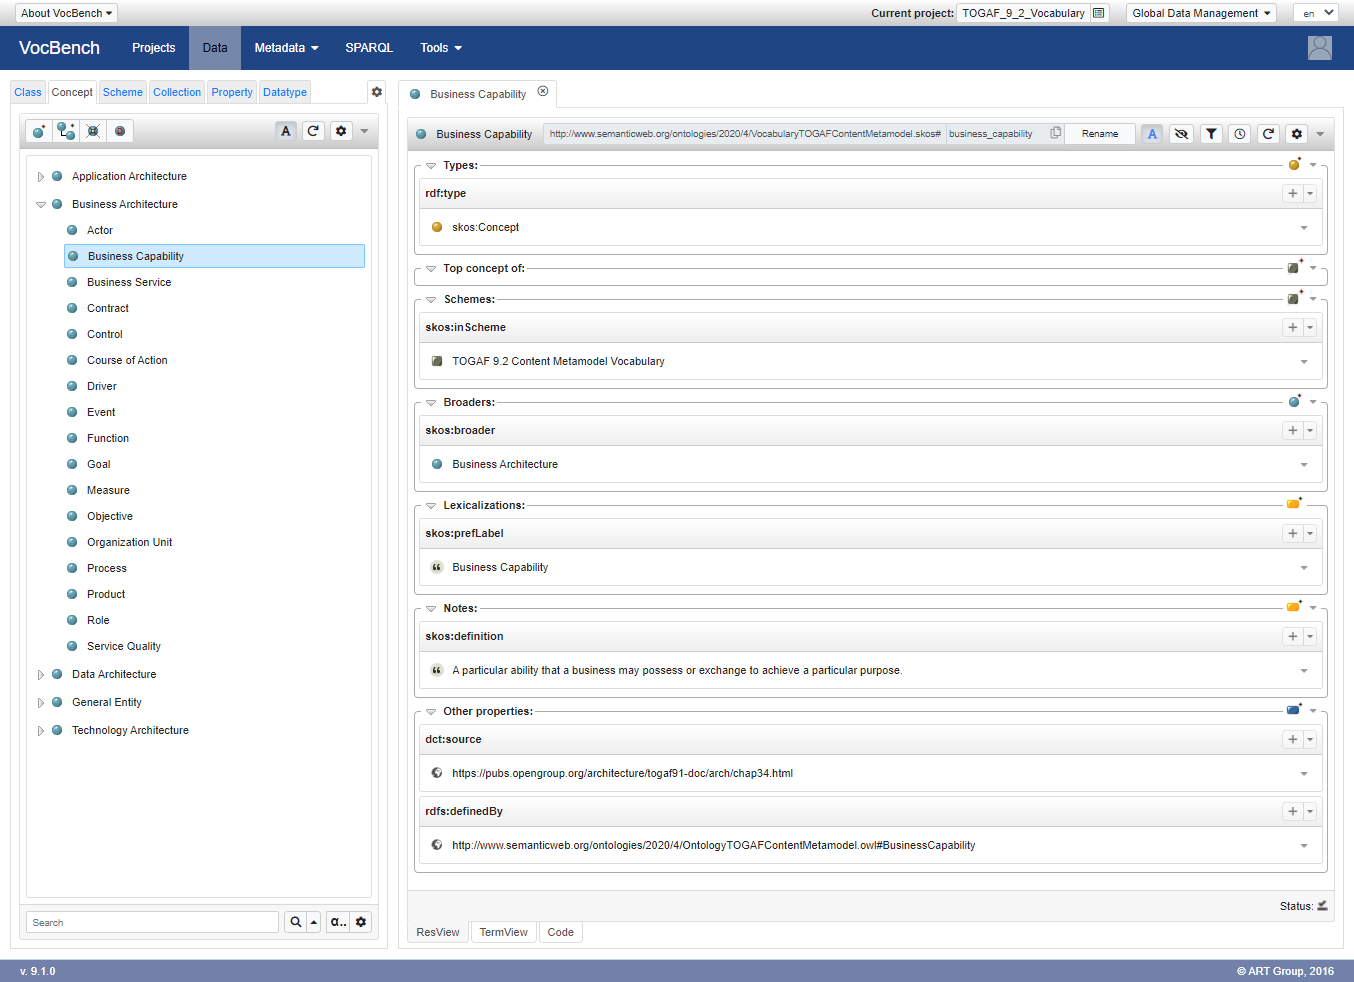 About VocBench
Current project: TOGAF_9_2_Vocabulary
Global Data Management
en
VocBench
Projects
Data
Metadata
SPARQL
Tools
Class
Concept
Scheme
Collection
Property
Datatype
A
Application Architecture
Business Architecture
Actor
Business Capability
Business Service
Contract
Control
Course of Action
Driver
Event
Function
Goal
Measure
Objective
Organization Unit
Process
Product
Role
Service Quality
Data Architecture
General Entity
Technology Architecture
Search
α..
Business Capability
Business Capability
http://www.semanticweb.org/ontologies/2020/4/VocabularyTOGAFContentMetamodel.skos#
business_capability
Rename
A
Types:
rdf:type
skos:Concept
Top concept of:
Schemes:
skos:inScheme
TOGAF 9.2 Content Metamodel Vocabulary
Broaders:
skos:broader
Business Architecture
Lexicalizations:
skos:prefLabel
Business Capability
Notes:
skos:definition
A particular ability that a business may possess or exchange to achieve a particular purpose.
Other properties:
dct:source
https://pubs.opengroup.org/architecture/togaf91-doc/arch/chap34.html
rdfs:definedBy
http://www.semanticweb.org/ontologies/2020/4/OntologyTOGAFContentMetamodel.owl#BusinessCapability
Status:
ResView
TermView
Code
v. 9.1.0
© ART Group, 2016